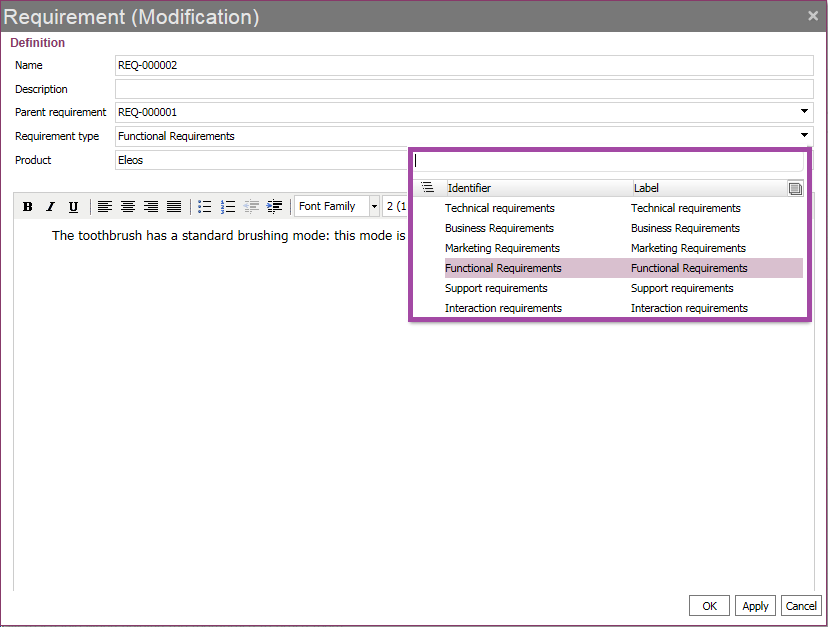 Requirement (Modification)
Definition
Name REQ-000002
Description
Parent requirement REQ-000001
Requirement type Functional Requirements
Product Eleos
B I U Font Family 2 (1
The toothbrush has a standard brushing mode: this mode is
Identifier Label
Technical requirements Technical requirements
Business Requirements Business Requirements
Marketing Requirements Marketing Requirements
Functional Requirements Functional Requirements
Support requirements Support requirements
Interaction requirements Interaction requirements
OK Apply Cancel